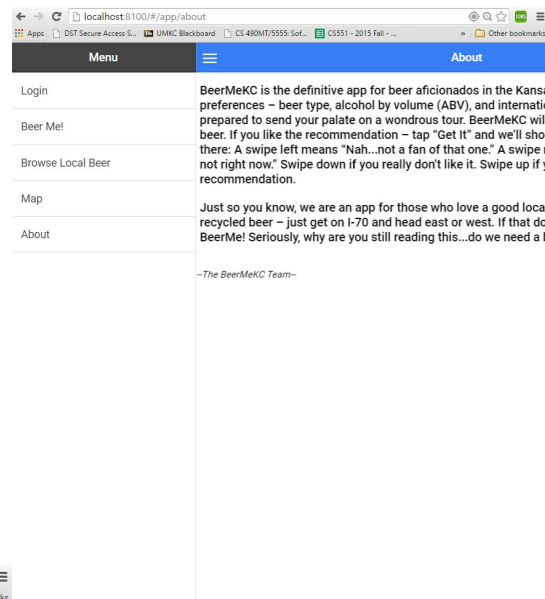 localhost:8100/#/app/about
Apps DST Secure Access S... UMKC Blackboard CS 490MT/5555: Sof... CS551 - 2015 Fall - ... » Other bookmarks
Menu
About
Login
Beer Me!
Browse Local Beer
Map
About
BeerMeKC is the definitive app for beer aficionados in the
preferences – beer type, alcohol by volume (ABV), and
prepared to send your palate on a wondrous tour. BeerMeKC
beer. If you like the recommendation – tap “Get It” and we’ll
there: A swipe left means “Nah...not a fan of that one.” A swipe
not right now.” Swipe down if you really don’t like it. Swipe up if
recommendation.
Just so you know, we are an app for those who love a good
recycled beer – just get on I-70 and head east or west. If that
BeerMe! Seriously, why are you still reading this...do we need a
--The BeerMeKC Team--